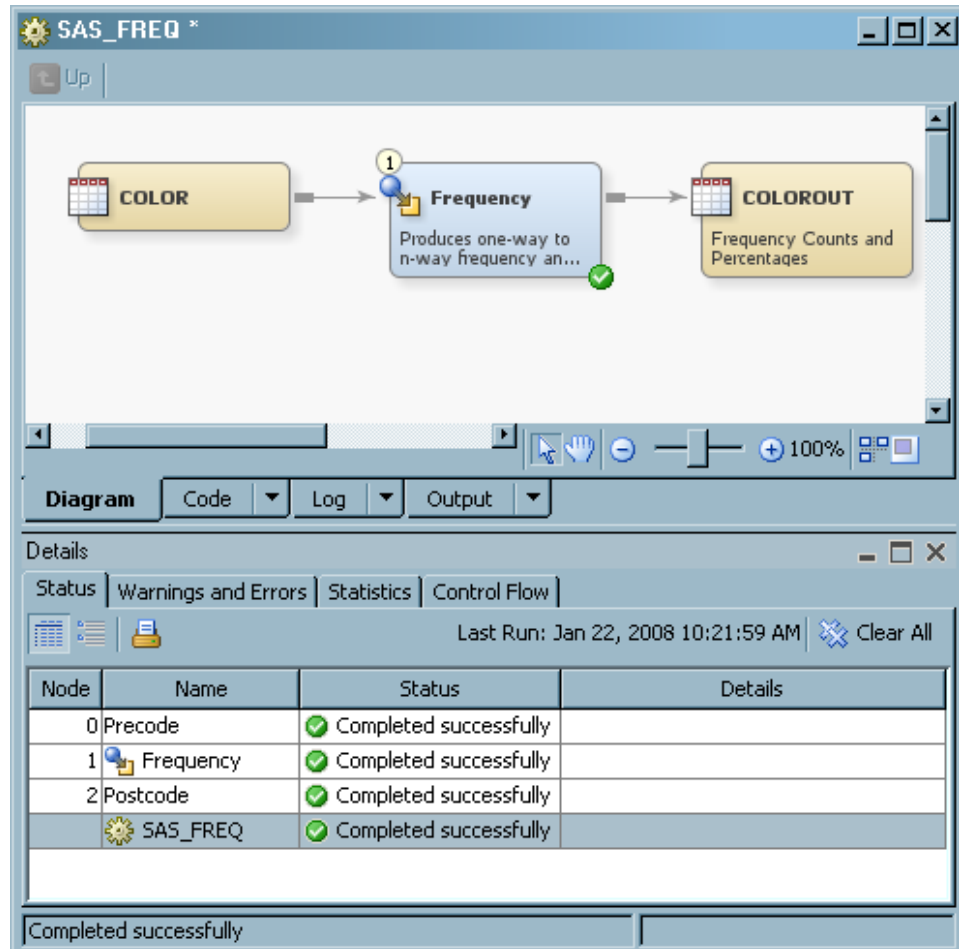 SAS_FREQ *
Up
COLOR
1
Frequency
Produces one-way to
n-way frequency an...
COLOROUT
Frequency Counts and
Percentages
100%
Diagram Code Log Output
Details
Status Warnings and Errors Statistics Control Flow
Last Run: Jan 22, 2008 10:21:59 AM Clear All
Node Name Status Details
0 Precode Completed successfully
1 Frequency Completed successfully
2 Postcode Completed successfully
SAS_FREQ Completed successfully
Completed successfully